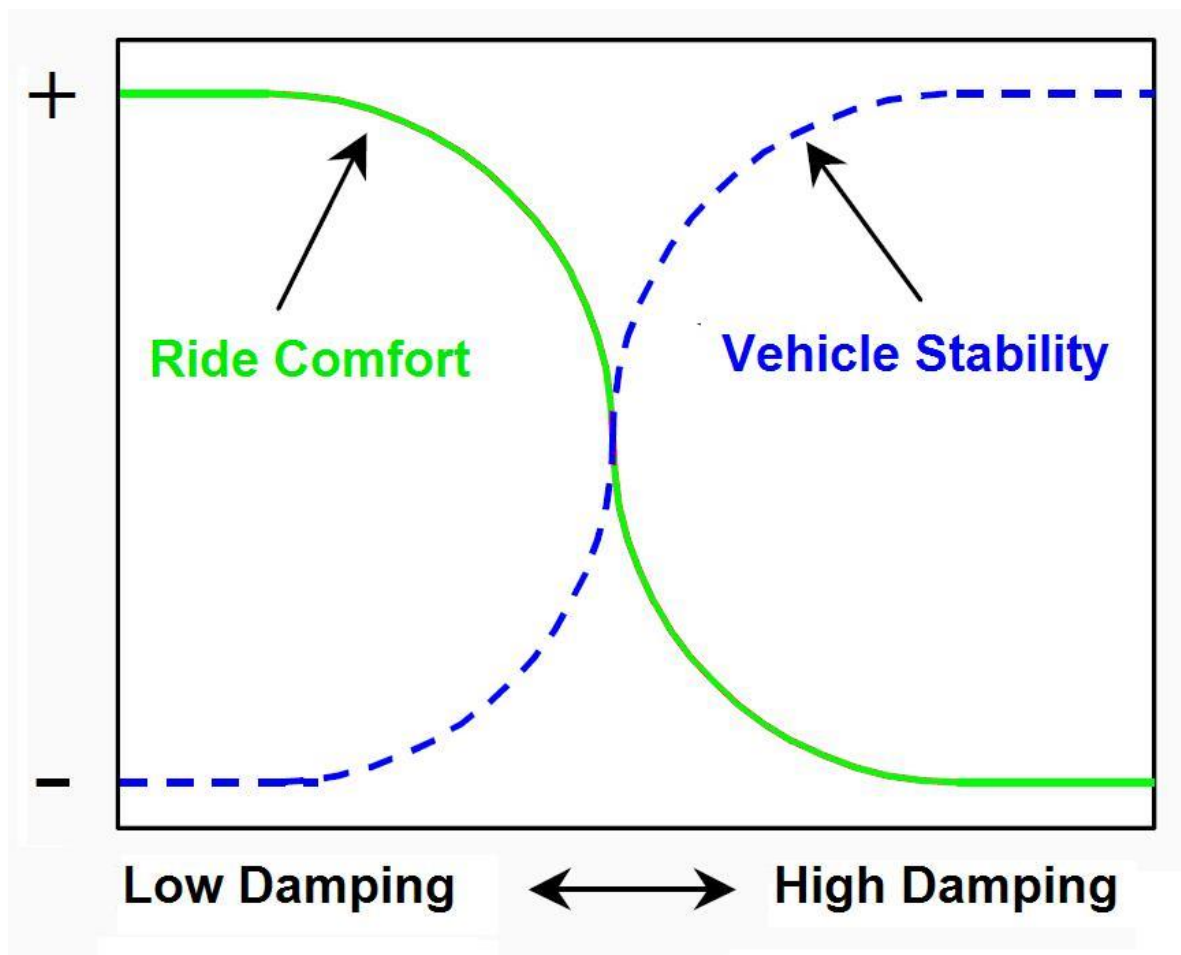 +
Ride Comfort
Vehicle Stability
-
Low Damping
High Damping